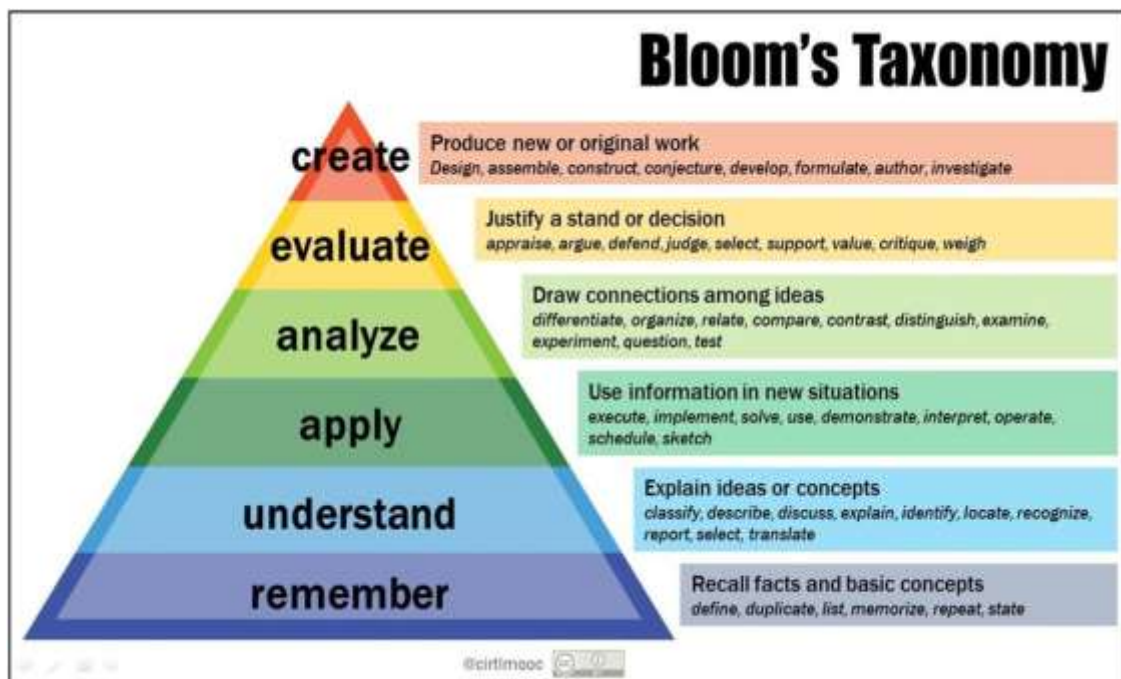 Bloom's Taxonomy
create
Produce new or original work
Design, assemble, construct, conjecture, develop, formulate, author, investigate
evaluate
Justify a stand or decision
appraise, argue, defend, judge, select, support, value, critique, weigh
analyze
Draw connections among ideas
differentiate, organize, relate, compare, contrast, distinguish, examine,
experiment, question, test
apply
Use information in new situations
execute, implement, solve, use, demonstrate, interpret, operate,
schedule, sketch
understand
Explain ideas or concepts
classify, describe, discuss, explain, identify, locate, recognize,
report, select, translate
remember
Recall facts and basic concepts
define, duplicate, list, memorize, repeat, state
@cirtlmooc